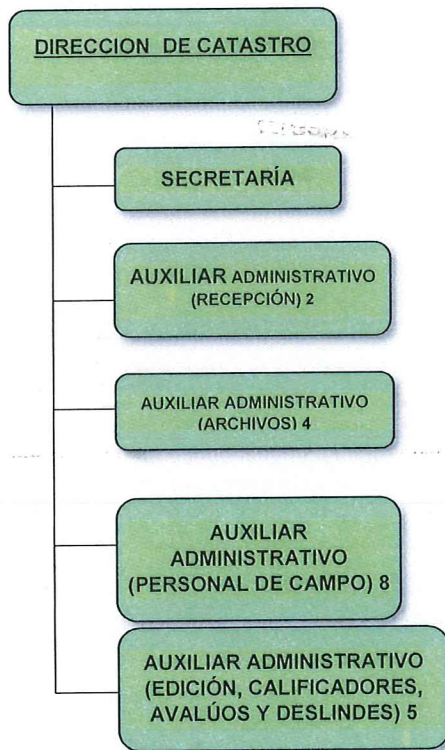 DIRECCION DE CATASTRO
SECRETARÍA
AUXILIAR ADMINISTRATIVO
(RECEPCIÓN) 2
AUXILIAR ADMINISTRATIVO
(ARCHIVOS) 4
AUXILIAR
ADMINISTRATIVO
(PERSONAL DE CAMPO) 8
AUXILIAR ADMINISTRATIVO
(EDICIÓN, CALIFICADORES,
AVALÚOS Y DESLINDES) 5